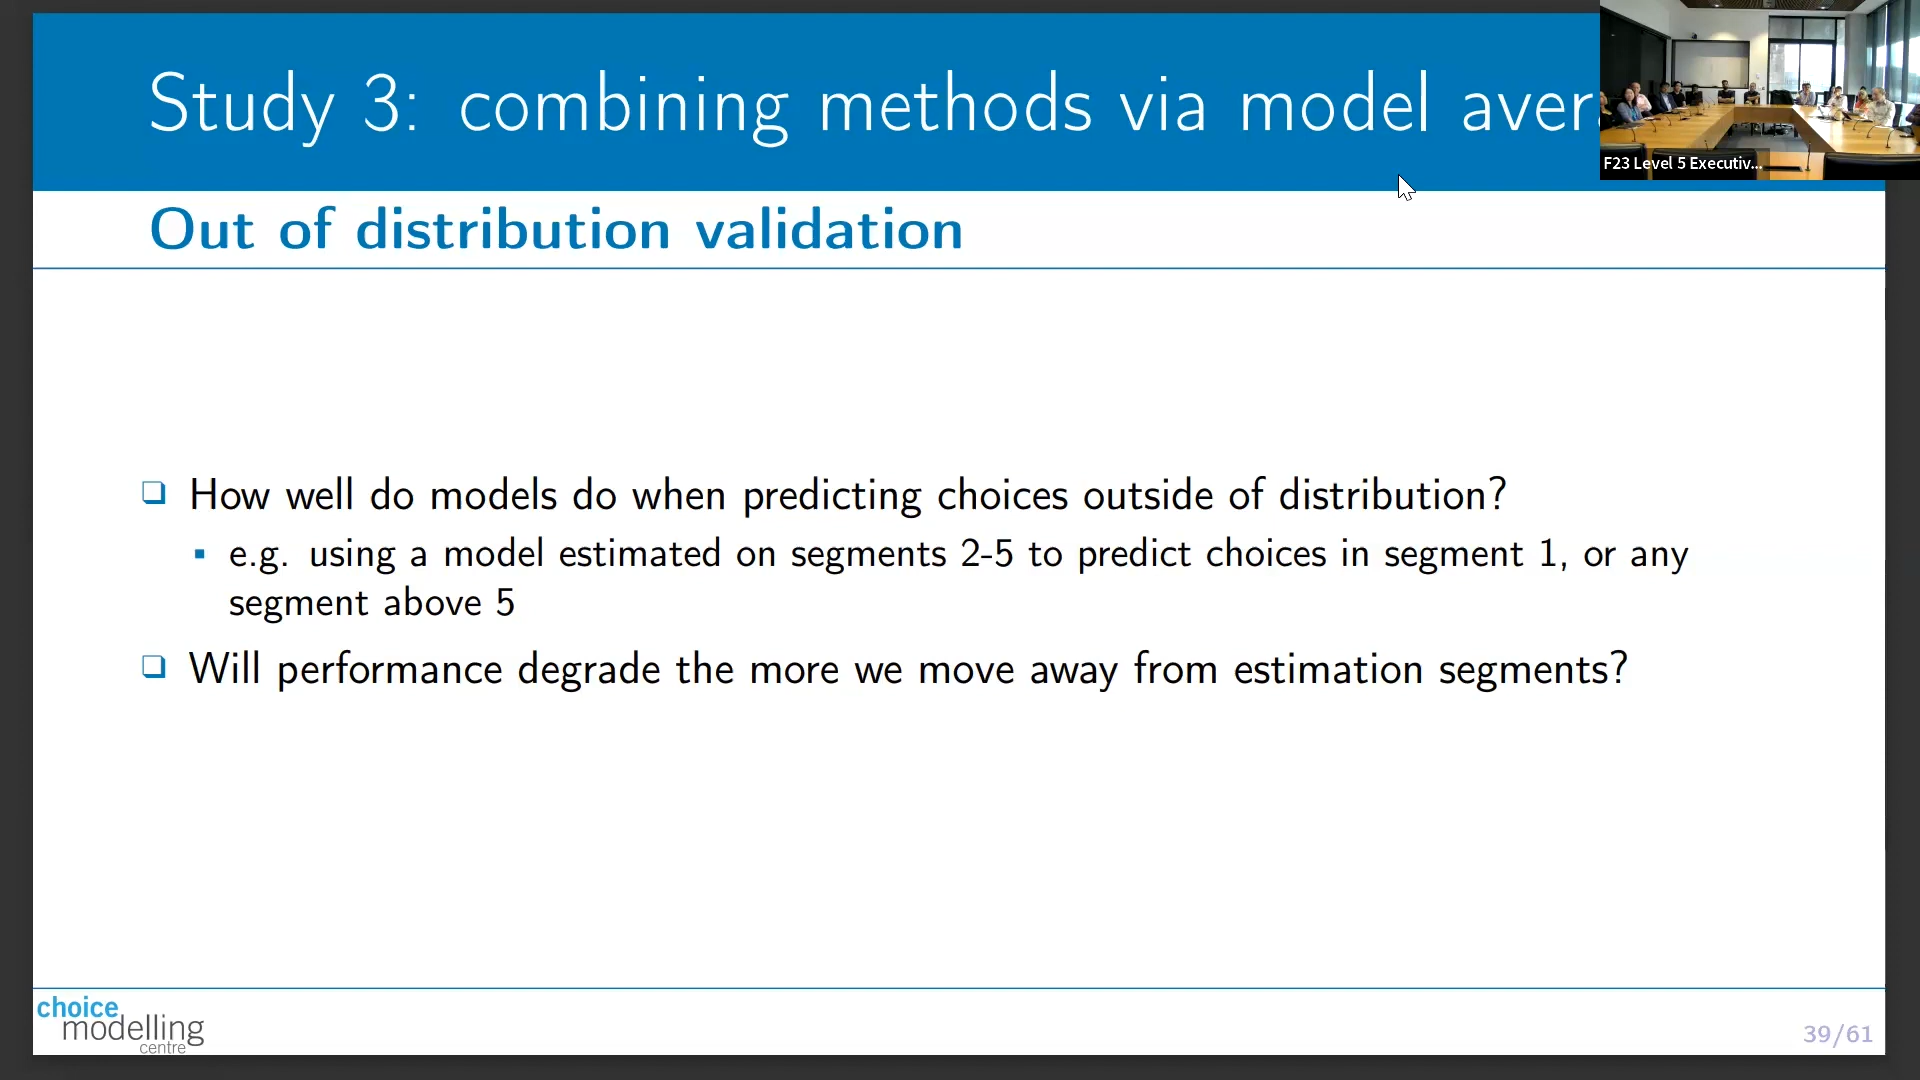 Study 3: combining methods via model aver
F23 Level 5 Executiv...
Out of distribution validation
How well do models do when predicting choices outside of distribution?
e.g. using a model estimated on segments 2-5 to predict choices in segment 1, or any
segment above 5
Will performance degrade the more we move away from estimation segments?
choice
modelling
centre
39/61